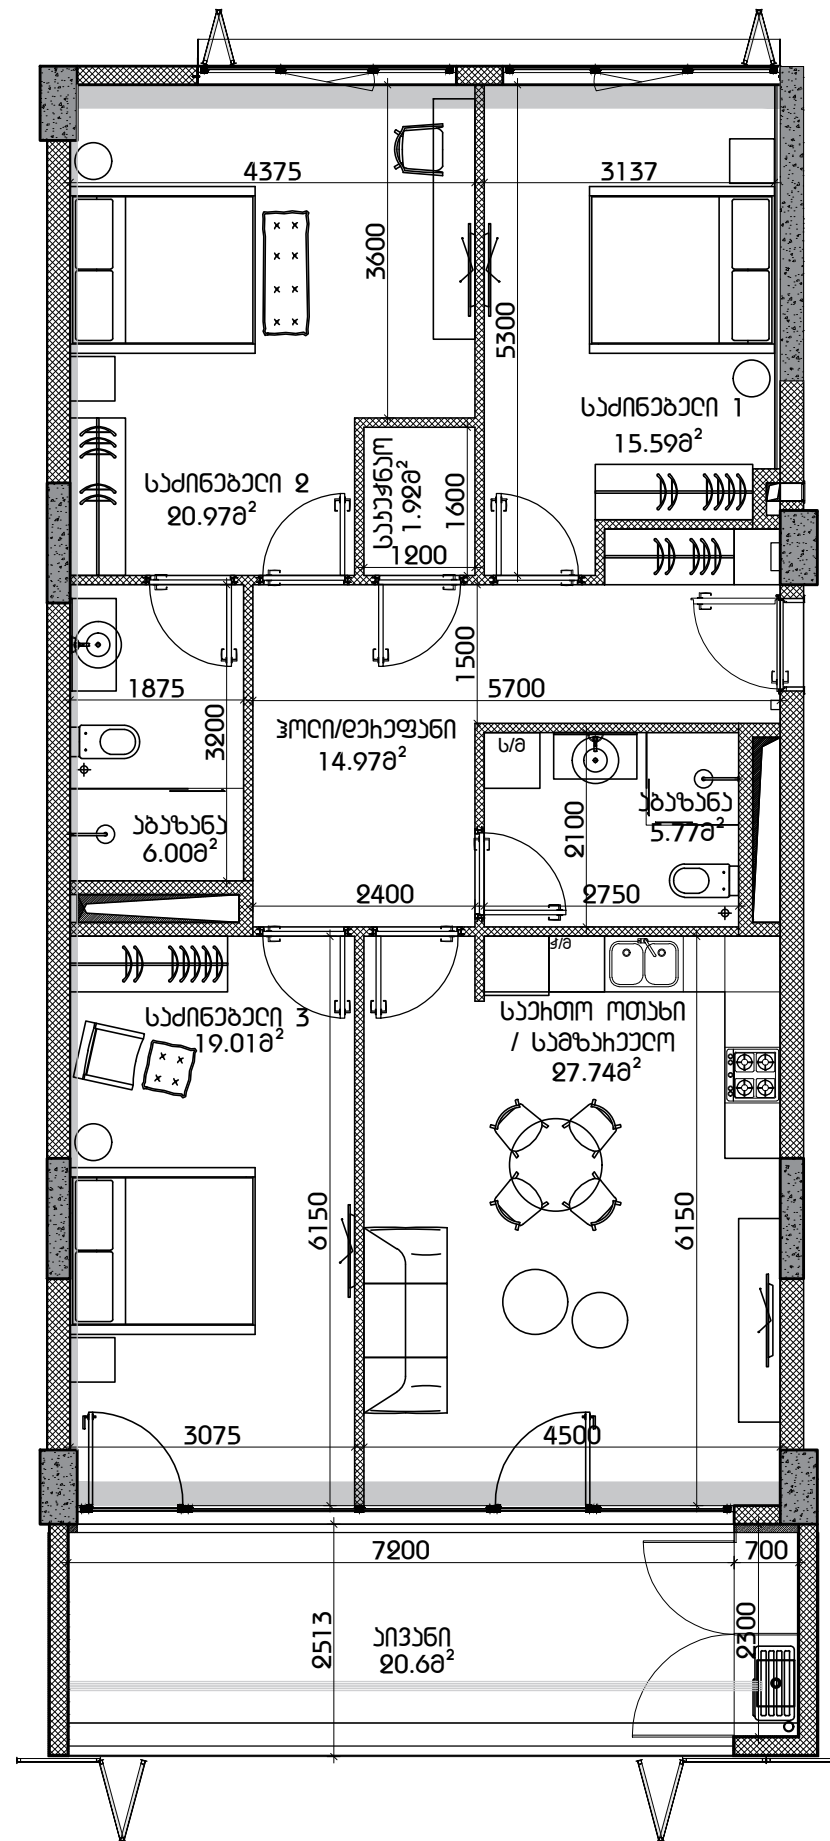 4375
3137
3600
5300
საძინებელი 1
15.59მ²
საძინებელი 2
20.97მ²
საკუჭნაო
1.92მ²
1600
1200
1500
5700
1875
3200
ჰოლი/დერეფანი
14.97მ²
ს/მ
აბაზანა
5.77მ²
2100
აბაზანა
6.00მ²
2400
2750
ჭ/მ
საძინებელი 3
19.01მ²
საერთო ოთახი
/ სამზარეულო
27.74მ²
6150
6150
3075
4500
7200
700
2513
აივანი
20.6მ²
2300